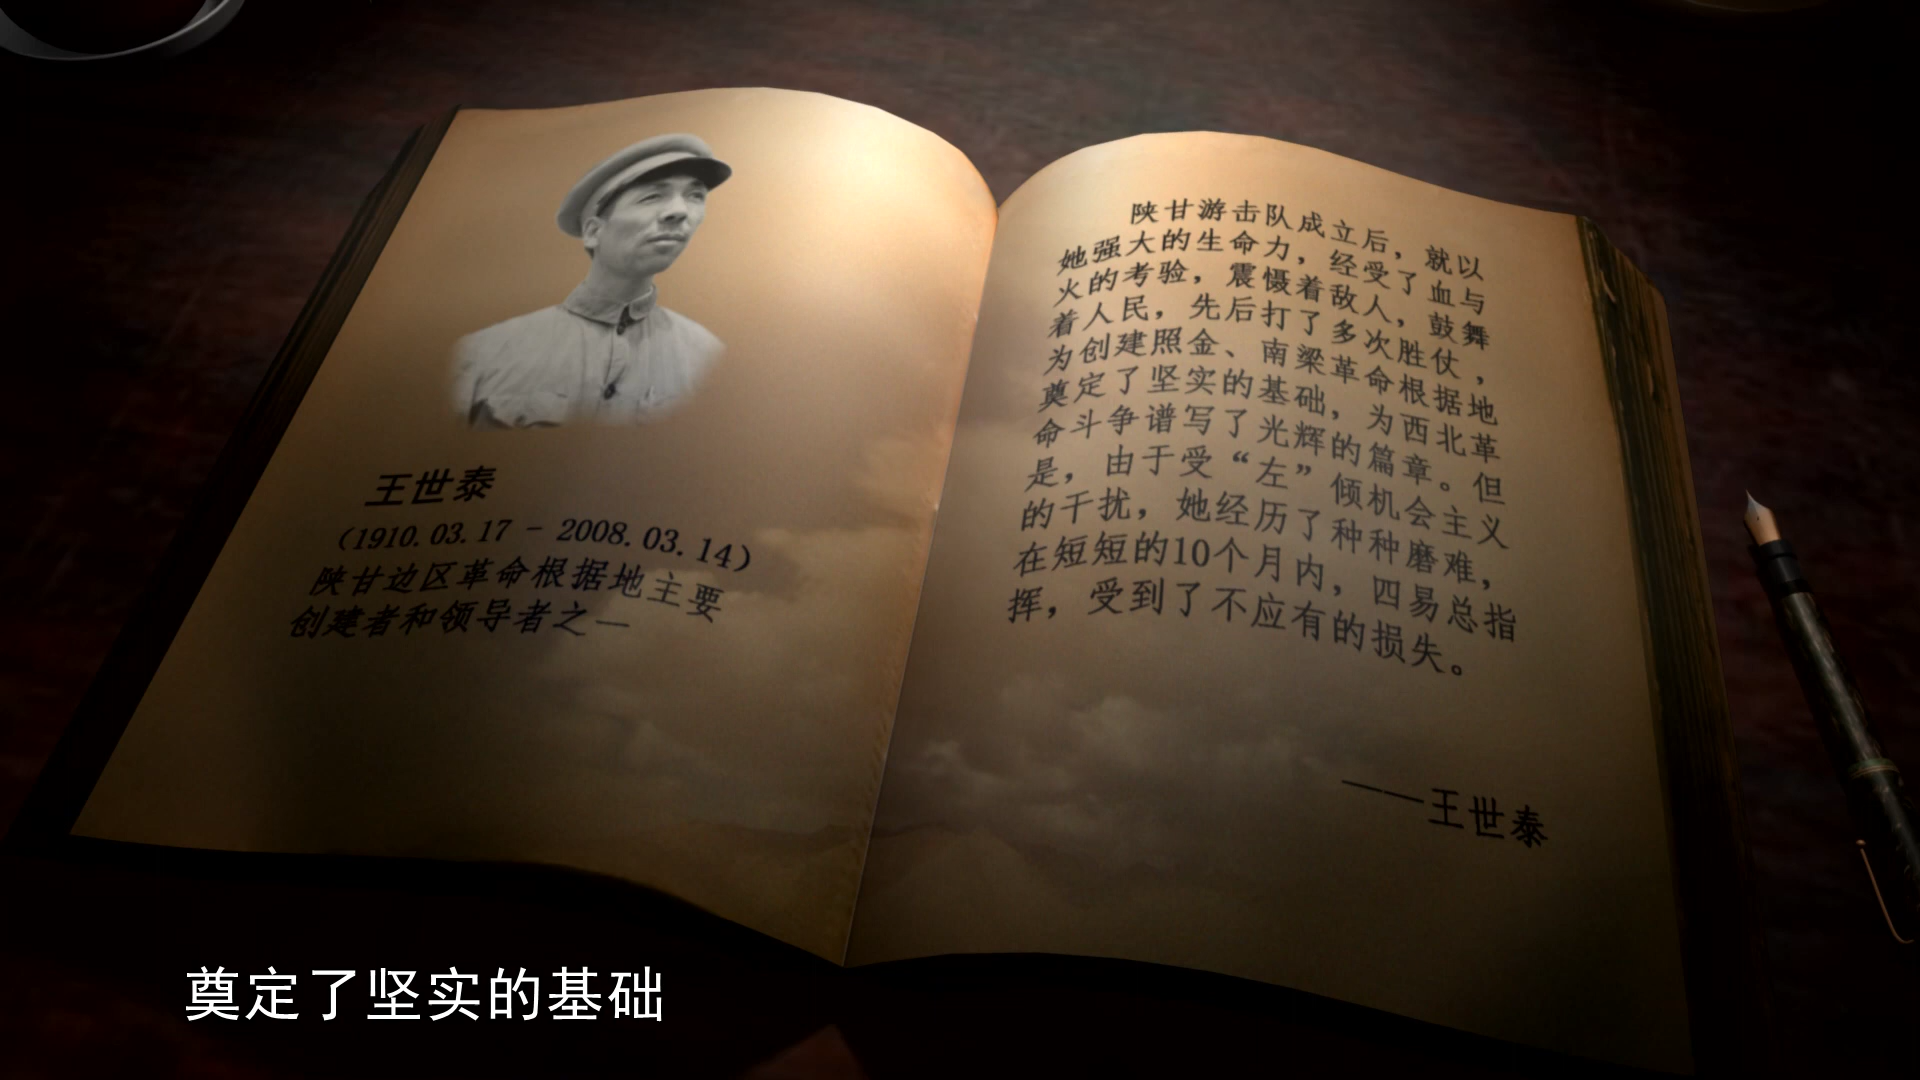 王世泰
（1910.03.17 - 2008.03.14）
陕甘边区革命根据地主要
创建者和领导者之一
陕甘游击队成立后，就以
她强大的生命力，经受了血与
火的考验，震慑着敌人，鼓舞
着人民，先后打了多次胜仗，
为创建照金、南梁革命根据地
奠定了坚实的基础，为西北革
命斗争谱写了光辉的篇章。但
是，由于受“左”倾机会主义
的干扰，她经历了种种磨难，
在短短的10个月内，四易总指
挥，受到了不应有的损失。
——王世泰
奠定了坚实的基础